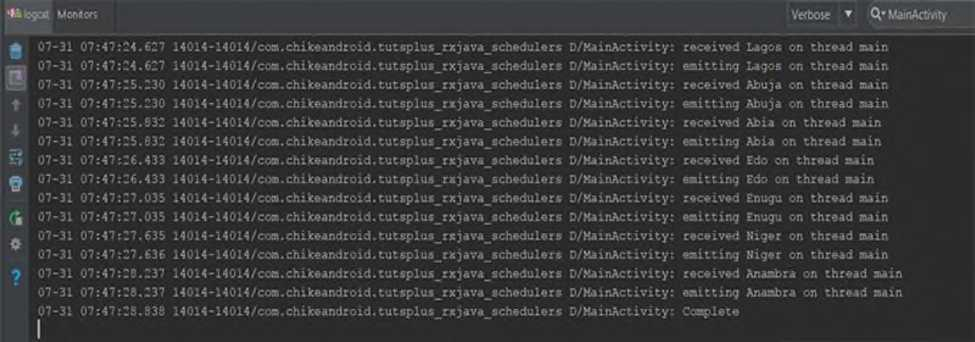 logcat Monitors Verbose MainActivity
07-31 07:47:24.627 14014-14014/com.chikeandroid.tutsplus_rxjava_schedulers D/MainActivity: received Lagos on thread main
07-31 07:47:24.627 14014-14014/com.chikeandroid.tutsplus_rxjava_schedulers D/MainActivity: emitting Lagos on thread main
07-31 07:47:25.230 14014-14014/com.chikeandroid.tutsplus_rxjava_schedulers D/MainActivity: received Abuja on thread main
07-31 07:47:25.230 14014-14014/com.chikeandroid.tutsplus_rxjava_schedulers D/MainActivity: emitting Abuja on thread main
07-31 07:47:25.832 14014-14014/com.chikeandroid.tutsplus_rxjava_schedulers D/MainActivity: received Abia on thread main
07-31 07:47:25.832 14014-14014/com.chikeandroid.tutsplus_rxjava_schedulers D/MainActivity: emitting Abia on thread main
07-31 07:47:26.433 14014-14014/com.chikeandroid.tutsplus_rxjava_schedulers D/MainActivity: received Edo on thread main
07-31 07:47:26.433 14014-14014/com.chikeandroid.tutsplus_rxjava_schedulers D/MainActivity: emitting Edo on thread main
07-31 07:47:27.035 14014-14014/com.chikeandroid.tutsplus_rxjava_schedulers D/MainActivity: received Enugu on thread main
07-31 07:47:27.035 14014-14014/com.chikeandroid.tutsplus_rxjava_schedulers D/MainActivity: emitting Enugu on thread main
07-31 07:47:27.635 14014-14014/com.chikeandroid.tutsplus_rxjava_schedulers D/MainActivity: received Niger on thread main
07-31 07:47:27.636 14014-14014/com.chikeandroid.tutsplus_rxjava_schedulers D/MainActivity: emitting Niger on thread main
07-31 07:47:28.237 14014-14014/com.chikeandroid.tutsplus_rxjava_schedulers D/MainActivity: received Anambra on thread main
07-31 07:47:28.237 14014-14014/com.chikeandroid.tutsplus_rxjava_schedulers D/MainActivity: emitting Anambra on thread main
07-31 07:47:28.838 14014-14014/com.chikeandroid.tutsplus_rxjava_schedulers D/MainActivity: Complete